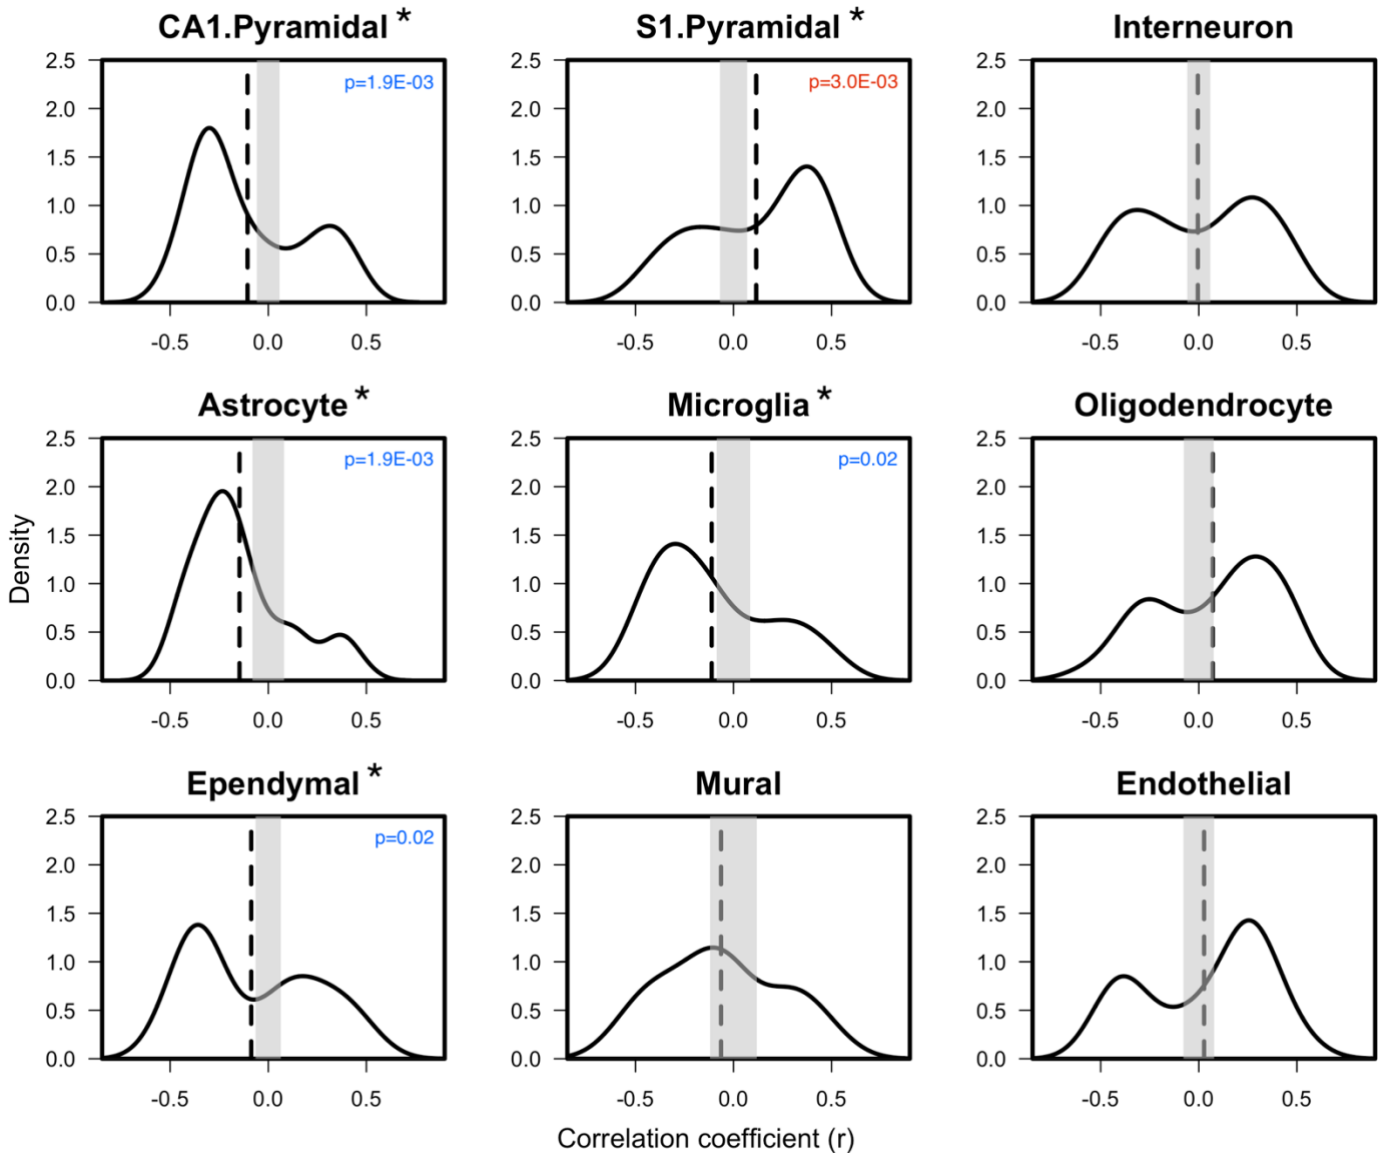 CA1.Pyramidal *
S1.Pyramidal *
Interneuron
2.5
2.0
1.5
1.0
0.5
0.0
p=1.9E-03
-0.5 0.0 0.5
2.5
2.0
1.5
1.0
0.5
0.0
p=3.0E-03
-0.5 0.0 0.5
2.5
2.0
1.5
1.0
0.5
0.0
-0.5 0.0 0.5
Astrocyte *
Microglia *
Oligodendrocyte
Density
2.5
2.0
1.5
1.0
0.5
0.0
p=1.9E-03
-0.5 0.0 0.5
2.5
2.0
1.5
1.0
0.5
0.0
p=0.02
-0.5 0.0 0.5
2.5
2.0
1.5
1.0
0.5
0.0
-0.5 0.0 0.5
Ependymal *
Mural
Endothelial
2.5
2.0
1.5
1.0
0.5
0.0
p=0.02
-0.5 0.0 0.5
2.5
2.0
1.5
1.0
0.5
0.0
-0.5 0.0 0.5
2.5
2.0
1.5
1.0
0.5
0.0
-0.5 0.0 0.5
Correlation coefficient (r)